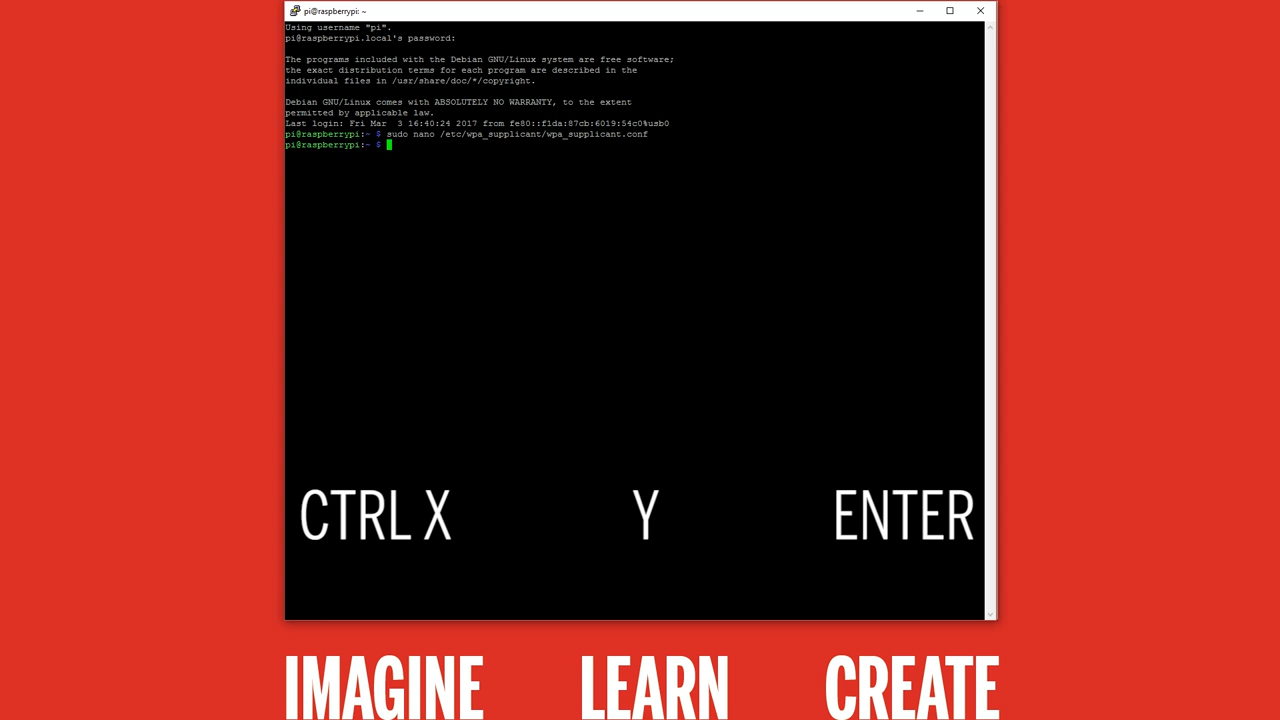 pi@raspberrypi: ~
Using username "pi".
pi@raspberrypi.local's password:
The programs included with the Debian GNU/Linux system are free software;
the exact distribution terms for each program are described in the
individual files in /usr/share/doc/*/copyright.
Debian GNU/Linux comes with ABSOLUTELY NO WARRANTY, to the extent
permitted by applicable law.
Last login: Fri Mar  3 16:40:24 2017 from fe80::f1da:87cb:6019:54c0%usb0
pi@raspberrypi:~ $ sudo nano /etc/wpa_supplicant/wpa_supplicant.conf
pi@raspberrypi:~ $
CTRL X Y ENTER
IMAGINE LEARN CREATE